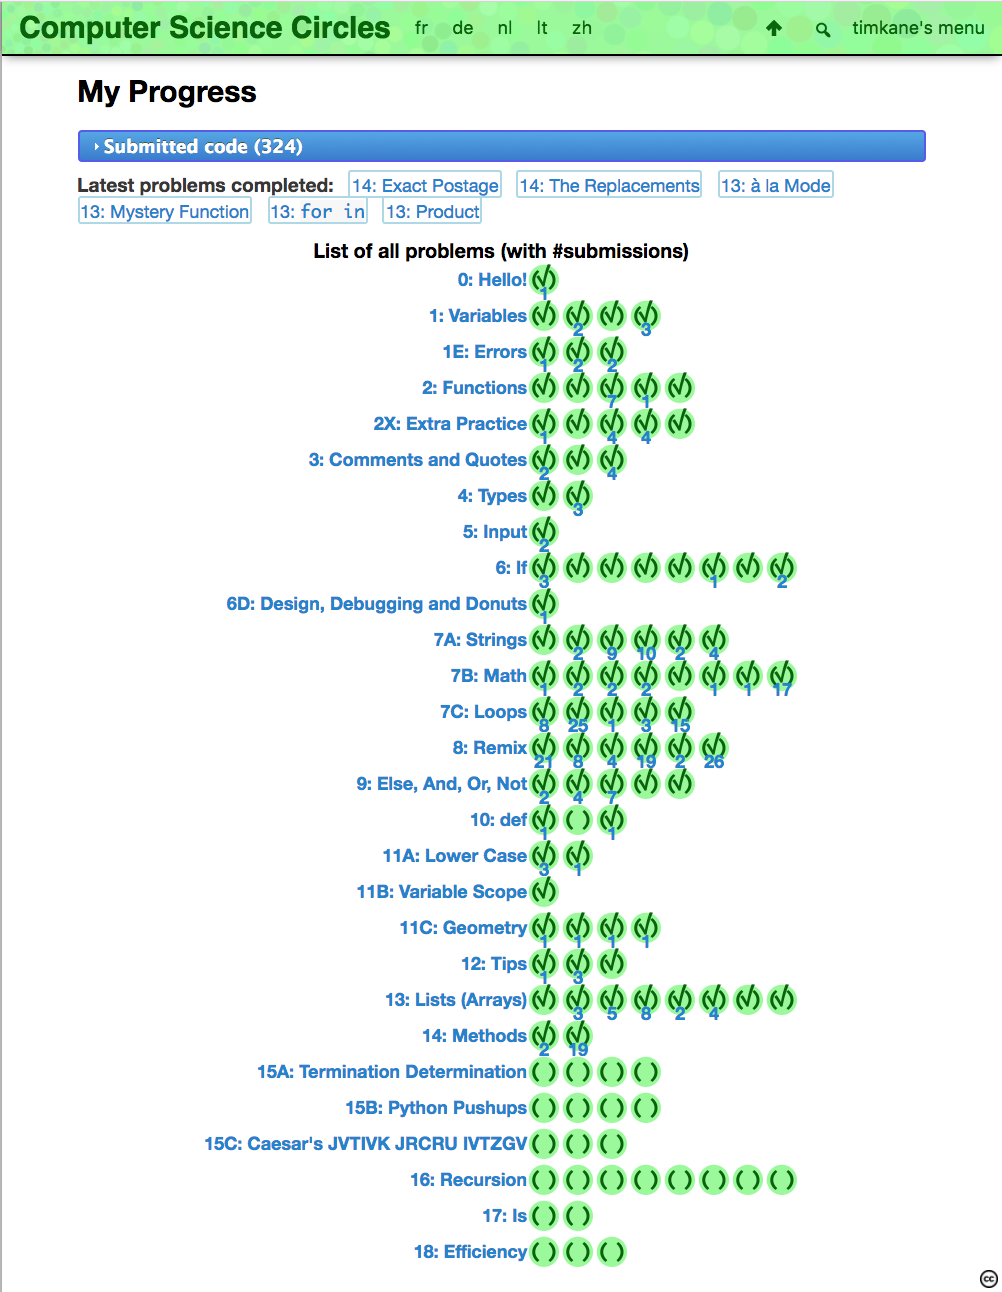 Computer Science Circles fr de nl lt zh timkane's menu
My Progress
Submitted code (324)
Latest problems completed: 14: Exact Postage 14: The Replacements 13: à la Mode
13: Mystery Function 13: for in 13: Product
List of all problems (with #submissions)
0: Hello!
1
1: Variables
2 3
1E: Errors
1 2 2
2: Functions
7 1
2X: Extra Practice
1 4 4
3: Comments and Quotes
2 4
4: Types
3
5: Input
2
6: If
3 1 2
6D: Design, Debugging and Donuts
1
7A: Strings
2 9 10 2 4
7B: Math
1 2 2 2 1 1 17
7C: Loops
8 25 1 3 15
8: Remix
21 8 4 19 2 26
9: Else, And, Or, Not
2 4 7
10: def ( )
1 1
11A: Lower Case
3 1
11B: Variable Scope
11C: Geometry
1 1 1 1
12: Tips
1 3
13: Lists (Arrays)
3 5 8 2 4
14: Methods
2 19
15A: Termination Determination ( ) ( ) ( ) ( )
15B: Python Pushups ( ) ( ) ( ) ( )
15C: Caesar's JVTIVK JRCRU IVTZGV ( ) ( ) ( )
16: Recursion ( ) ( ) ( ) ( ) ( ) ( ) ( ) ( )
17: Is ( ) ( )
18: Efficiency ( ) ( ) ( )
cc